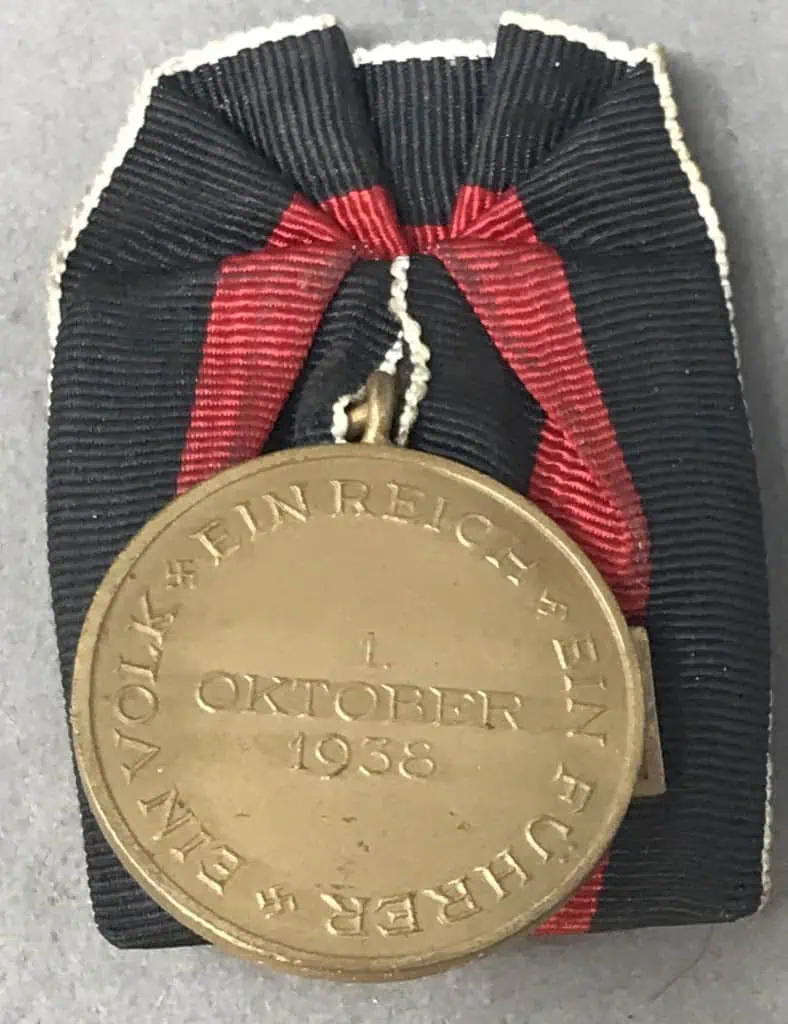 EIN VOLK EIN REICH EIN FÜHRER
1.
OKTOBER
1938